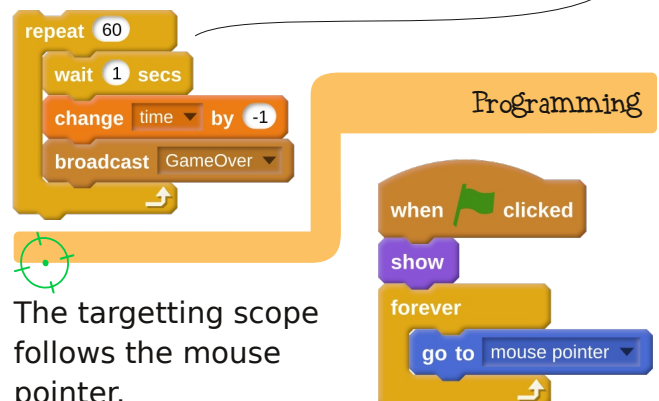 repeat 60
wait 1 secs
change time by -1
broadcast GameOver
Programming
when clicked
show
forever
go to mouse pointer
The targetting scope
follows the mouse
pointer.